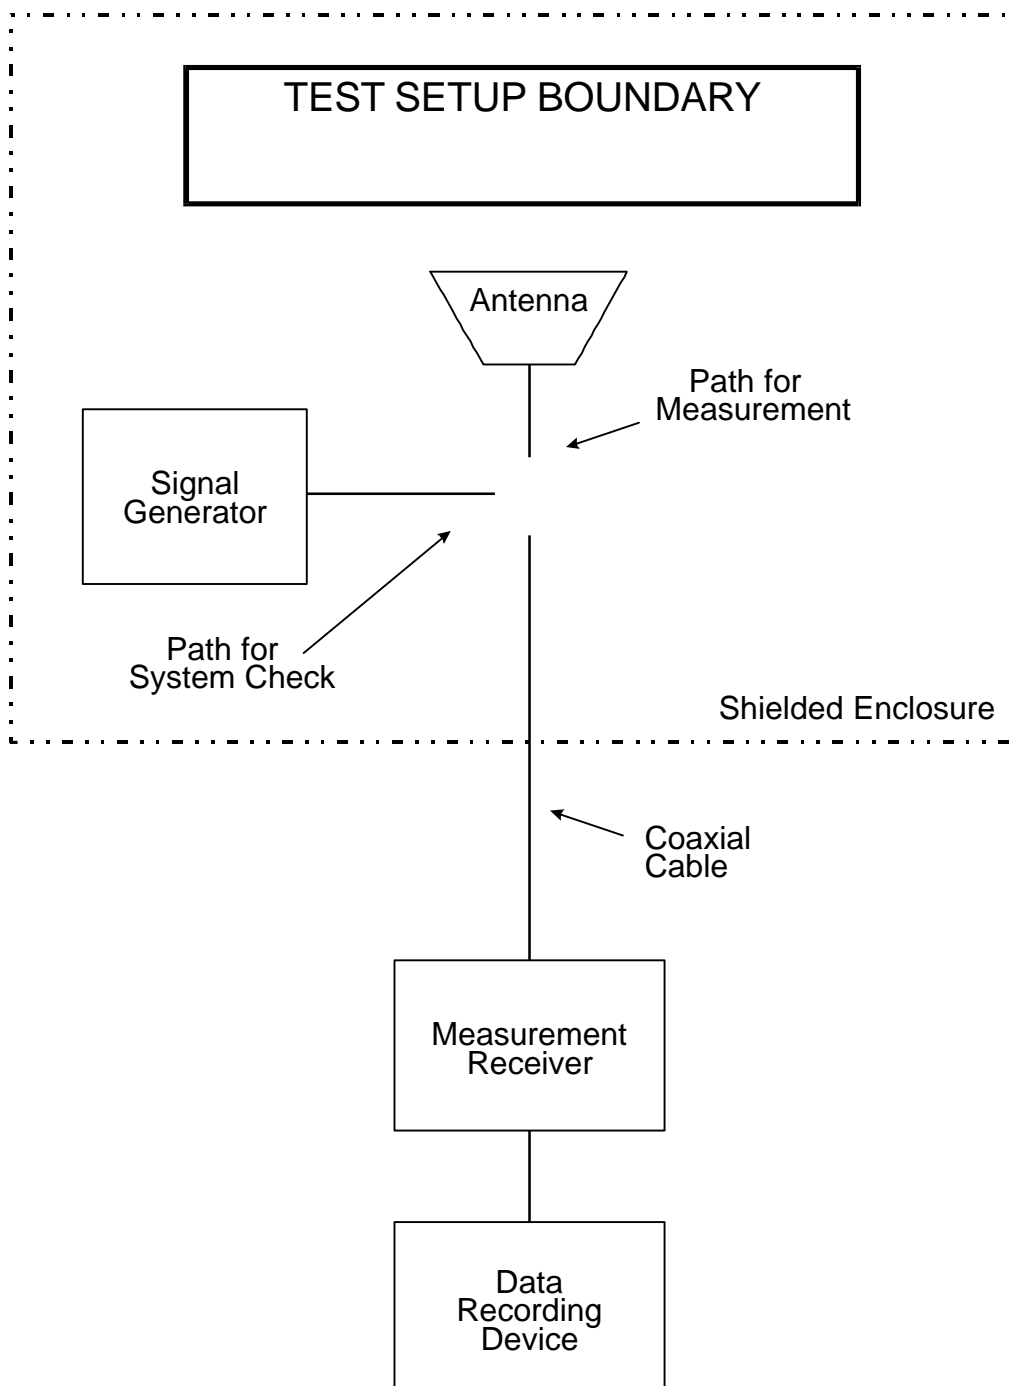 TEST SETUP BOUNDARY
Antenna
Path for
Measurement
Signal
Generator
Path for
System Check
Shielded Enclosure
Coaxial
Cable
Measurement
Receiver
Data
Recording
Device